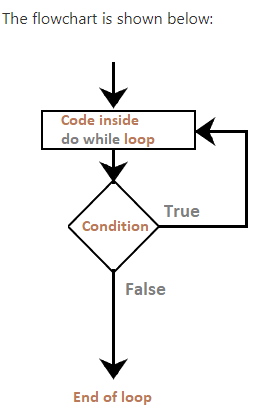 The flowchart is shown below:
Code inside
do while loop
Condition
True
False
End of loop